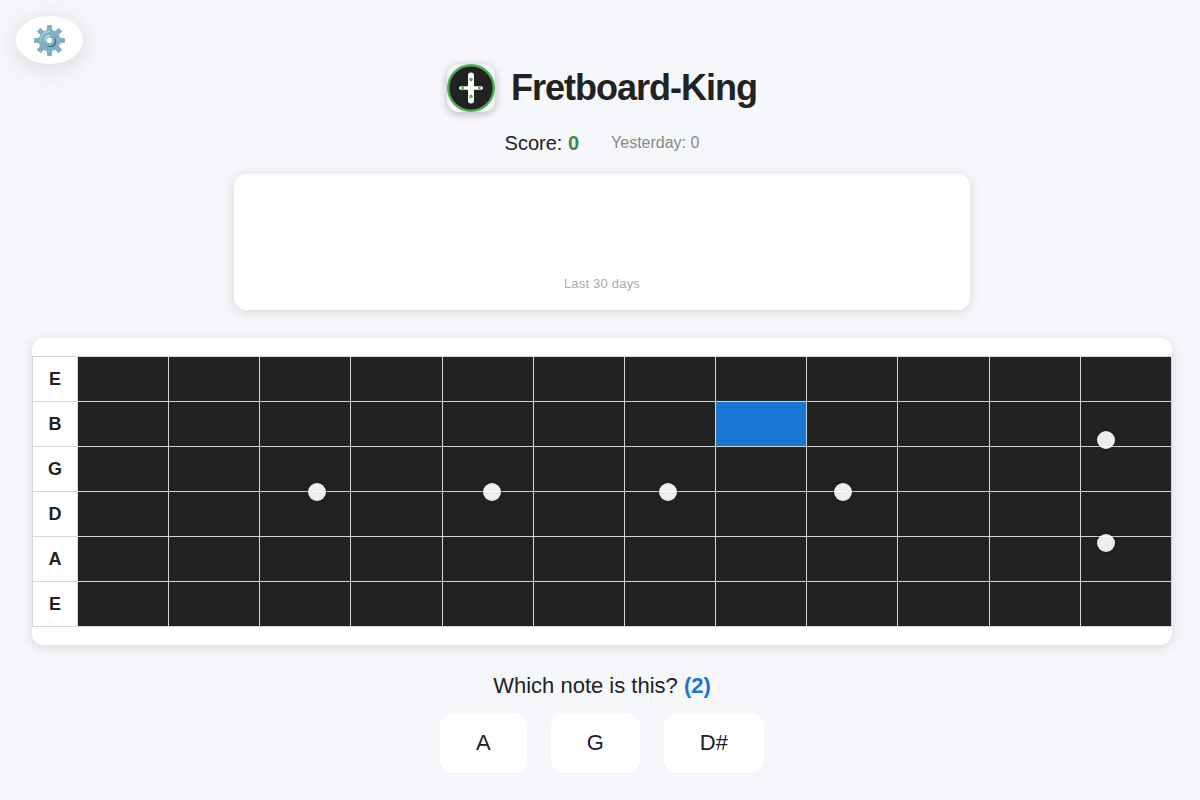 Fretboard-King
Score: 0 Yesterday: 0
Last 30 days
E
B
G
D
A
E
Which note is this? (2)
A G D#